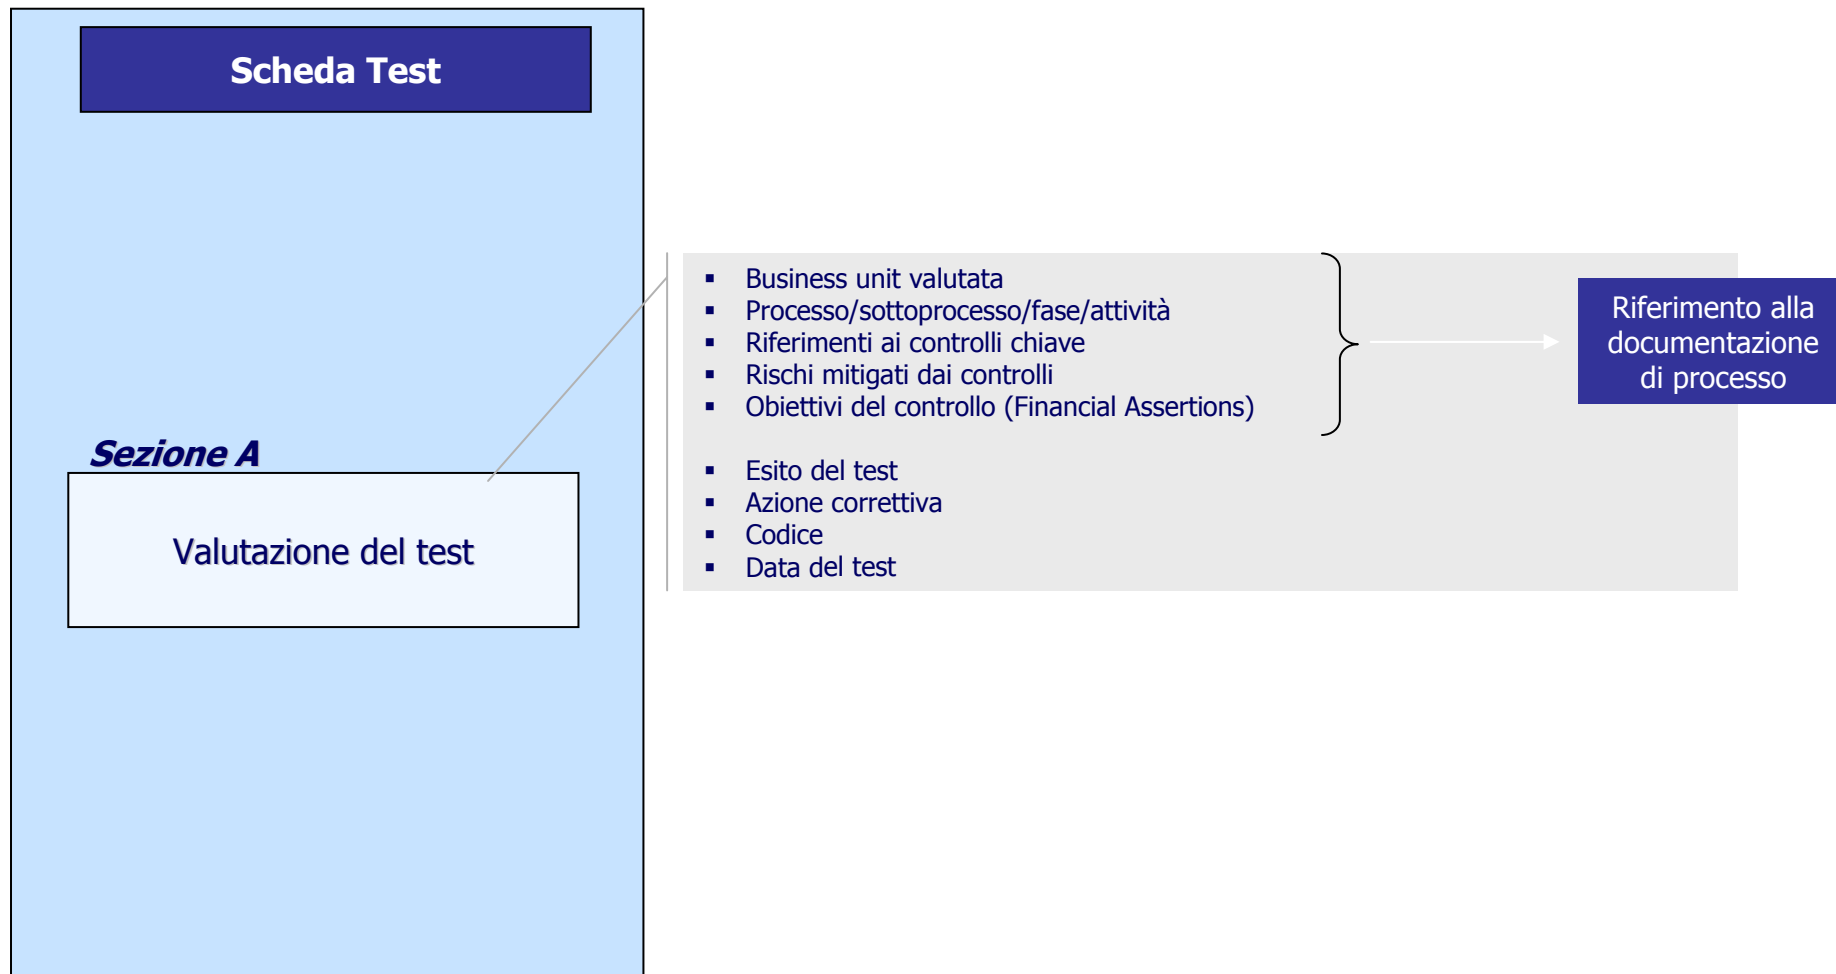 Scheda Test
Sezione A
Valutazione del test
▪ Business unit valutata
▪ Processo/sottoprocesso/fase/attività
▪ Riferimenti ai controlli chiave
▪ Rischi mitigati dai controlli
▪ Obiettivi del controllo (Financial Assertions)
▪ Esito del test
▪ Azione correttiva
▪ Codice
▪ Data del test
Riferimento alla
documentazione
di processo